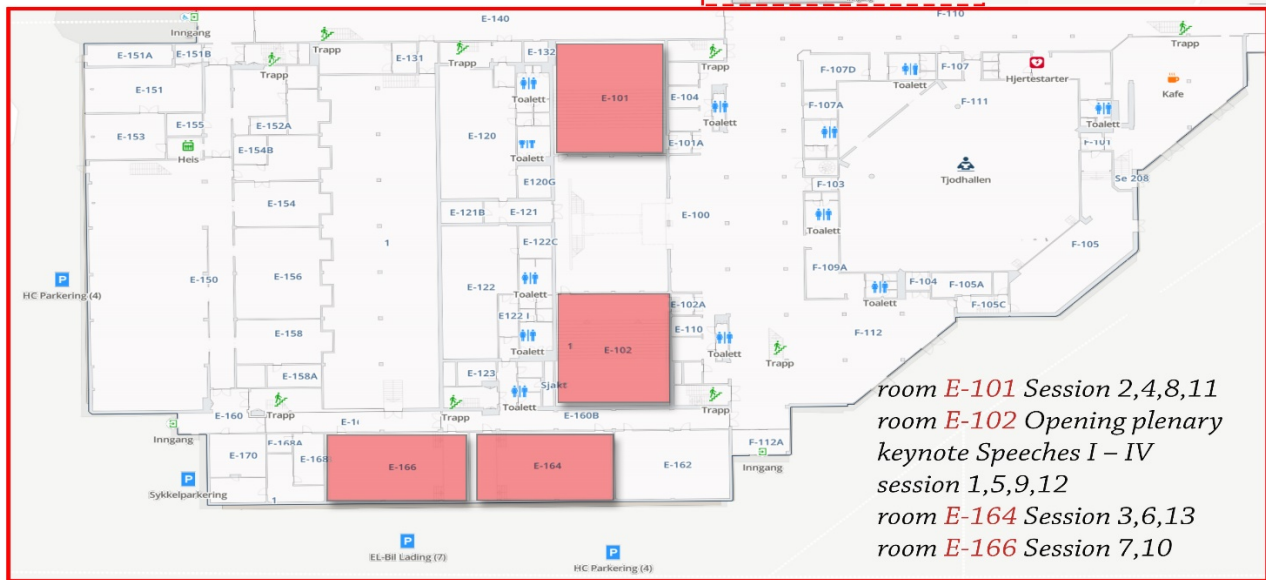 E-140
F-110
Inngang
Trapp
Trapp
E-151A
E-151B
Trapp
E-131
Trapp
E-132
Trapp
F-107D
Toalett
F-107
Hjertestarter
Kafe
E-151
Toalett
E-101
E-104
Toalett
F-107A
F-111
Toalett
E-153
E-155
E-152A
E-120
E-101A
F-101
Heis
E-154B
Toalett
Tjodhallen
Se 208
E120G
F-103
E-154
E-121B
E-121
E-100
Toalett
1
E-122C
F-105
E-150
E-156
E-122
Toalett
F-109A
F-104
F-105A
Toalett
F-105C
P
HC Parkering (4)
E122 I
E-102A
E-110
F-112
E-158
Toalett
1
E-102
Toalett
Trapp
E-158A
E-123
Sjakt
E-160
Trapp
E-1
Trapp
Toalett
E-160B
Trapp
Inngang
F-168A
F-112A
E-170
E-168
E-166
E-164
E-162
Inngang
P
Sykkelparkering
1
P
EL-Bil Lading (7)
P
HC Parkering (4)
room E-101 Session 2,4,8,11
room E-102 Opening plenary
keynote Speeches I – IV
session 1,5,9,12
room E-164 Session 3,6,13
room E-166 Session 7,10